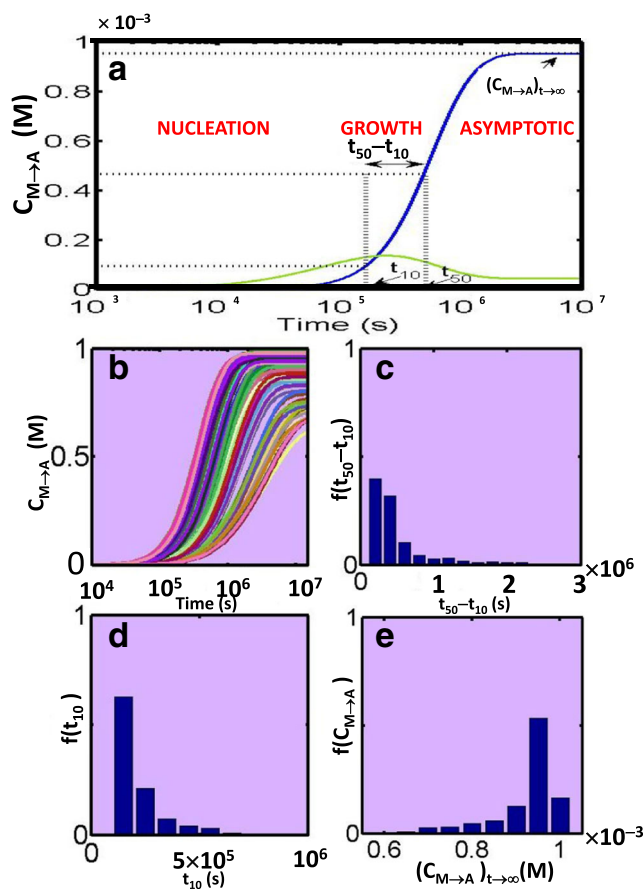 × 10⁻³
1
a
(C_M→A)_t→∞
0.8
NUCLEATION GROWTH ASYMPTOTIC
t₅₀–t₁₀
0.6
C_M→A (M)
0.4
0.2
t₁₀ t₅₀
0
10³ 10⁴ 10⁵ 10⁶ 10⁷
Time (s)
1
b
0.5
C_M→A (M)
0
10⁴ 10⁵ 10⁶ 10⁷
Time (s)
1
c
f(t₅₀–t₁₀)
0
0 1 2 3 ×10⁶
t₅₀–t₁₀ (s)
1
d
f(t₁₀)
0
0 5×10⁵ 10⁶
t₁₀ (s)
1
e
f(C_M→A)
0
0.6 0.8 1 ×10⁻³
(C_M→A)_t→∞(M)